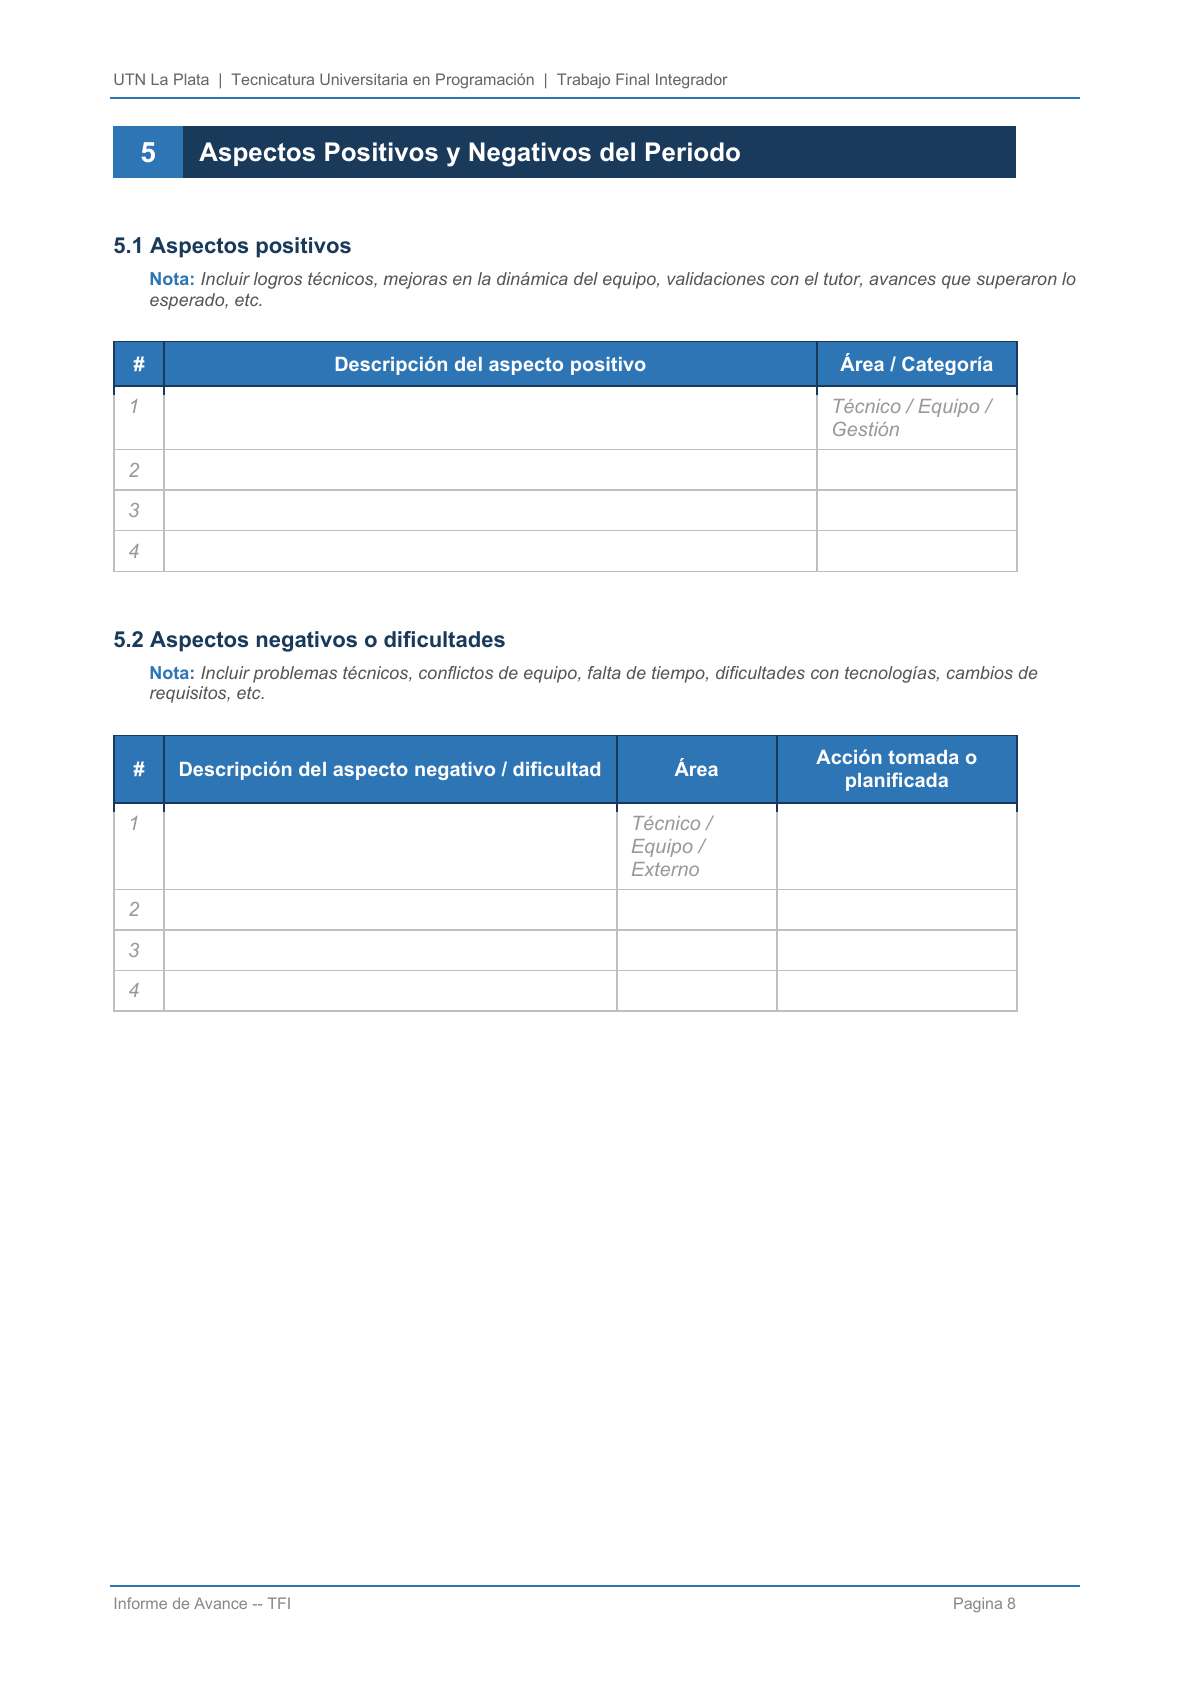 UTN La Plata | Tecnicatura Universitaria en Programación | Trabajo Final Integrador
5 Aspectos Positivos y Negativos del Periodo
5.1 Aspectos positivos
Nota: Incluir logros técnicos, mejoras en la dinámica del equipo, validaciones con el tutor, avances que superaron lo
esperado, etc.
# Descripción del aspecto positivo Área / Categoría
1 Técnico / Equipo /
Gestión
2
3
4
5.2 Aspectos negativos o dificultades
Nota: Incluir problemas técnicos, conflictos de equipo, falta de tiempo, dificultades con tecnologías, cambios de
requisitos, etc.
# Descripción del aspecto negativo / dificultad Área Acción tomada o
planificada
1 Técnico /
Equipo /
Externo
2
3
4
Informe de Avance -- TFI Pagina 8